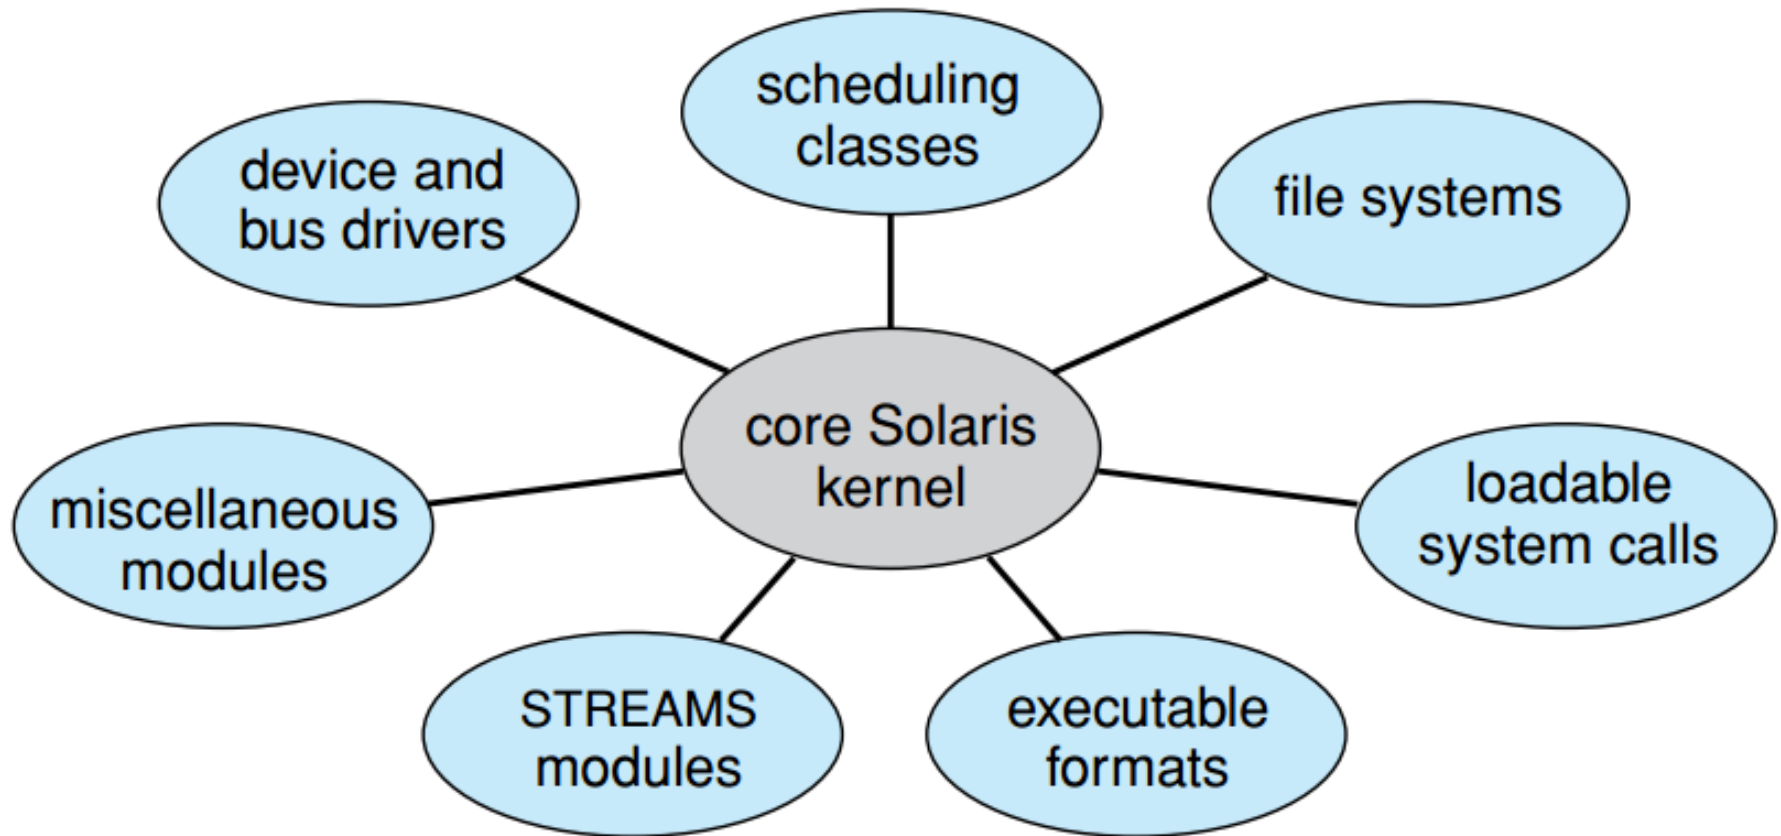 scheduling
classes
device and
bus drivers
file systems
core Solaris
kernel
miscellaneous
modules
loadable
system calls
STREAMS
modules
executable
formats